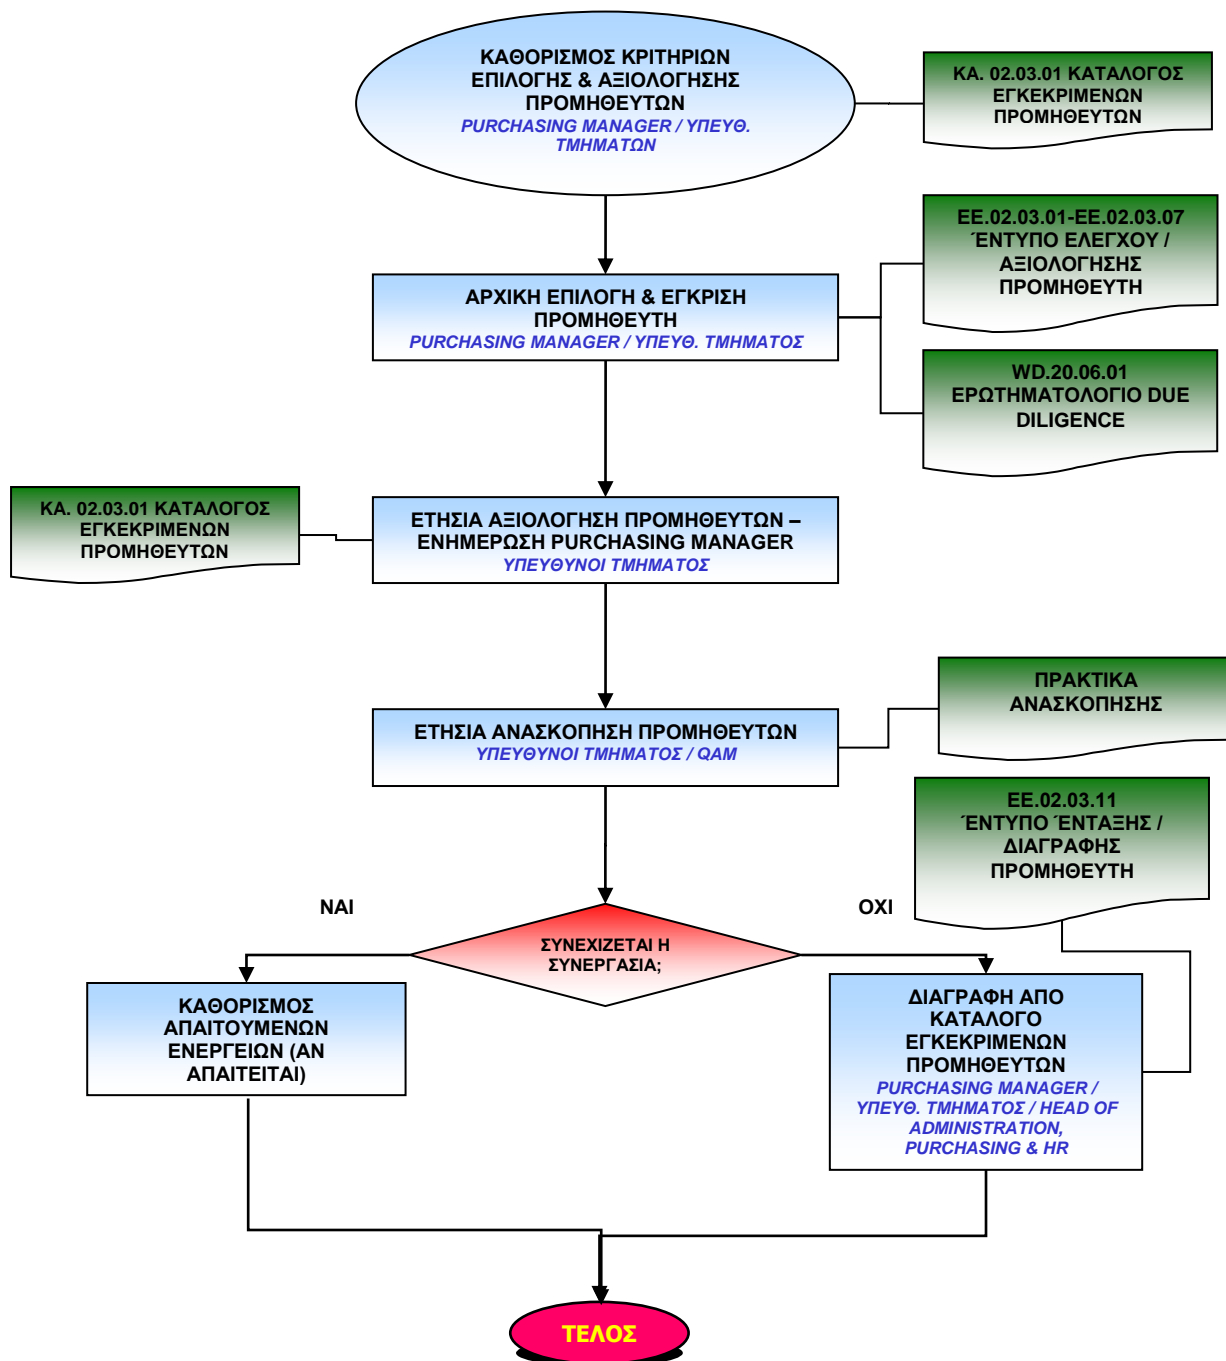 ΚΑΘΟΡΙΣΜΟΣ ΚΡΙΤΗΡΙΩΝ
ΕΠΙΛΟΓΗΣ & ΑΞΙΟΛΟΓΗΣΗΣ
ΠΡΟΜΗΘΕΥΤΩΝ
PURCHASING MANAGER / ΥΠΕΥΘ.
ΤΜΗΜΑΤΩΝ
ΚΑ. 02.03.01 ΚΑΤΑΛΟΓΟΣ
ΕΓΚΕΚΡΙΜΕΝΩΝ
ΠΡΟΜΗΘΕΥΤΩΝ
ΕΕ.02.03.01-ΕΕ.02.03.07
ΈΝΤΥΠΟ ΕΛΕΓΧΟΥ /
ΑΞΙΟΛΟΓΗΣΗΣ
ΠΡΟΜΗΘΕΥΤΗ
ΑΡΧΙΚΗ ΕΠΙΛΟΓΗ & ΕΓΚΡΙΣΗ
ΠΡΟΜΗΘΕΥΤΗ
PURCHASING MANAGER / ΥΠΕΥΘ. ΤΜΗΜΑΤΟΣ
WD.20.06.01
ΕΡΩΤΗΜΑΤΟΛΟΓΙΟ DUE
DILIGENCE
ΚΑ. 02.03.01 ΚΑΤΑΛΟΓΟΣ
ΕΓΚΕΚΡΙΜΕΝΩΝ
ΠΡΟΜΗΘΕΥΤΩΝ
ΕΤΗΣΙΑ ΑΞΙΟΛΟΓΗΣΗ ΠΡΟΜΗΘΕΥΤΩΝ –
ΕΝΗΜΕΡΩΣΗ PURCHASING MANAGER
ΥΠΕΥΘΥΝΟΙ ΤΜΗΜΑΤΟΣ
ΠΡΑΚΤΙΚΑ
ΑΝΑΣΚΟΠΗΣΗΣ
ΕΤΗΣΙΑ ΑΝΑΣΚΟΠΗΣΗ ΠΡΟΜΗΘΕΥΤΩΝ
ΥΠΕΥΘΥΝΟΙ ΤΜΗΜΑΤΟΣ / QAM
ΕΕ.02.03.11
ΈΝΤΥΠΟ ΈΝΤΑΞΗΣ /
ΔΙΑΓΡΑΦΗΣ
ΠΡΟΜΗΘΕΥΤΗ
ΝΑΙ
ΟΧΙ
ΣΥΝΕΧΙΖΕΤΑΙ Η
ΣΥΝΕΡΓΑΣΙΑ;
ΚΑΘΟΡΙΣΜΟΣ
ΑΠΑΙΤΟΥΜΕΝΩΝ
ΕΝΕΡΓΕΙΩΝ (ΑΝ
ΑΠΑΙΤΕΙΤΑΙ)
ΔΙΑΓΡΑΦΗ ΑΠΟ
ΚΑΤΑΛΟΓΟ
ΕΓΚΕΚΡΙΜΕΝΩΝ
ΠΡΟΜΗΘΕΥΤΩΝ
PURCHASING MANAGER /
ΥΠΕΥΘ. ΤΜΗΜΑΤΟΣ / HEAD OF
ADMINISTRATION,
PURCHASING & HR
ΤΕΛΟΣ